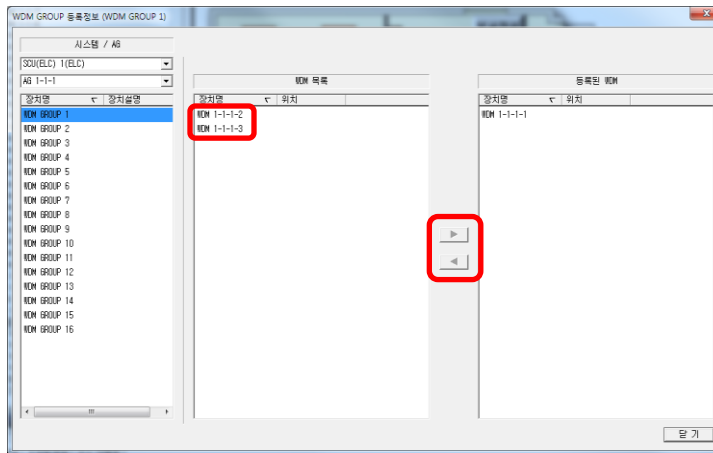 WDM GROUP 등록정보 (WDM GROUP 1)
시스템 / AG
SCU(ELC) 1(ELC)
AG 1-1-1
장치명 장치설명
WDM GROUP 1
WDM GROUP 2
WDM GROUP 3
WDM GROUP 4
WDM GROUP 5
WDM GROUP 6
WDM GROUP 7
WDM GROUP 8
WDM GROUP 9
WDM GROUP 10
WDM GROUP 11
WDM GROUP 12
WDM GROUP 13
WDM GROUP 14
WDM GROUP 15
WDM GROUP 16
WDM 목록
장치명 위치
WDM 1-1-1-2
WDM 1-1-1-3
등록된 WDM
장치명 위치
WDM 1-1-1-1
닫 기